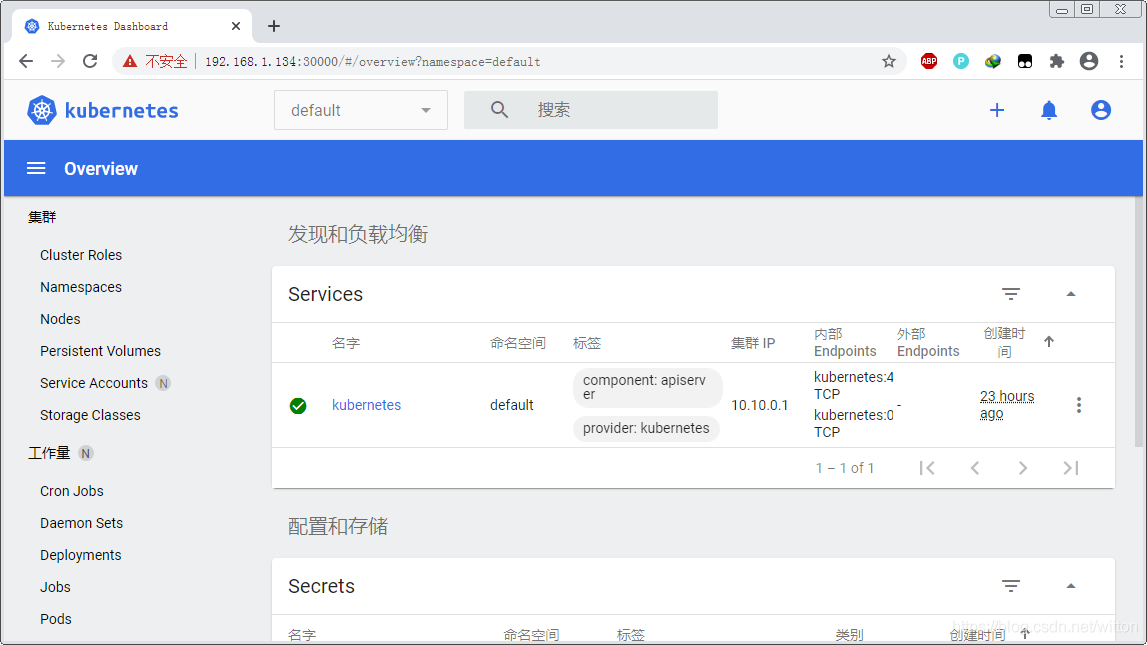 Kubernetes Dashboard
不安全
192.168.1.134:30000/#/overview?namespace=default
ABP
P
kubernetes
default
搜索
Overview
集群
Cluster Roles
Namespaces
Nodes
Persistent Volumes
Service Accounts N
Storage Classes
工作量 N
Cron Jobs
Daemon Sets
Deployments
Jobs
Pods
发现和负载均衡
Services
名字 命名空间 标签 集群 IP 内部 Endpoints 外部 Endpoints 创建时间
kubernetes
default
component: apiserv
er
provider: kubernetes
10.10.0.1
kubernetes:4
TCP
kubernetes:0
TCP
-
23 hours
ago
1 – 1 of 1
配置和存储
Secrets
名字 命名空间 标签 类别 创建时间
https://blog.csdn.net/witton